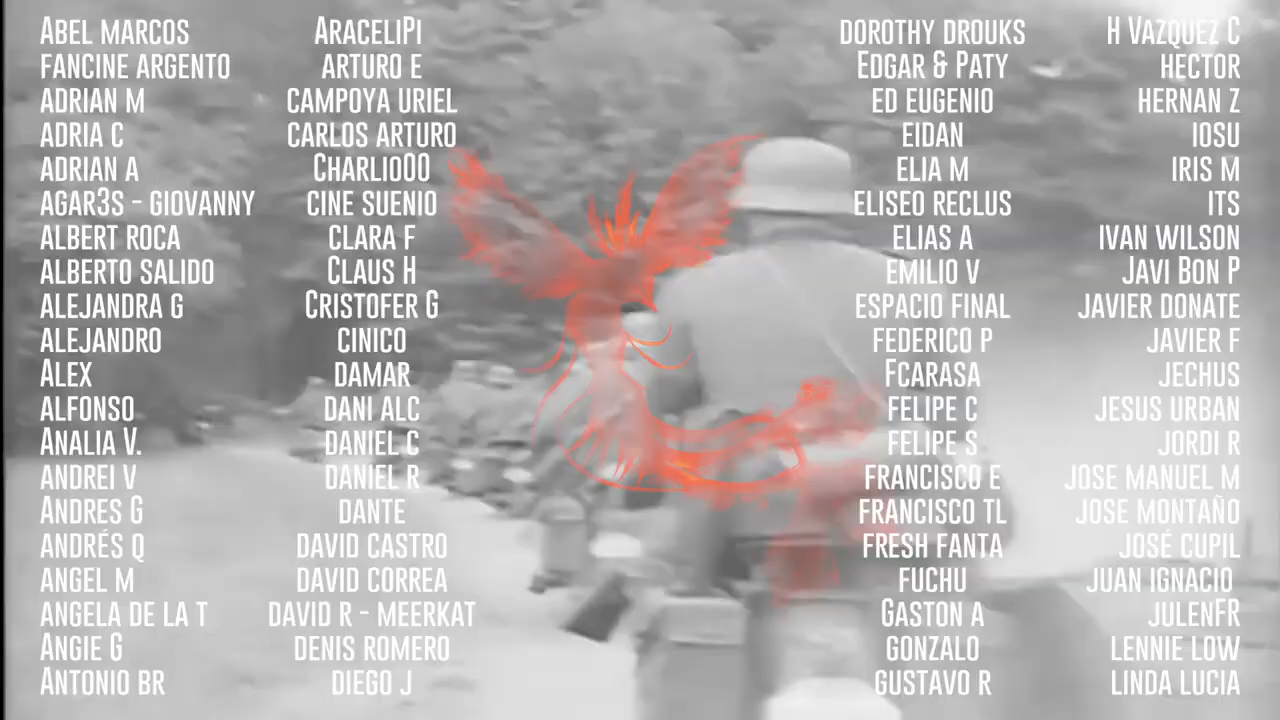 Abel marcos
FANCINE ARGENTO
ADRIAN M
ADRIA C
ADRIAN A
AGAR3S - GIOVANNY
ALBERT ROCA
ALBERTO SALIDO
ALEJANDRA G
ALEJANDRO
Alex
ALFONSO
Analia V.
ANDREI V
Andres G
ANDRÉS Q
ANGEL M
ANGELA DE LA T
Angie G
Antonio BR
AraceliPi
ARTURO E
CAMPOYA URIEL
CARLOS ARTURO
Charlio00
CINE SUENIO
CLARA F
Claus H
Cristofer G
CINICO
DAMAR
DANI ALC
DANIEL C
DANIEL R
DANTE
DAVID CASTRO
DAVID CORREA
DAVID R - MEERKAT
DENIS ROMERO
DIEGO J
DOROTHY DROUKS
Edgar & Paty
ED EUGENIO
EIDAN
ELIA M
ELISEO RECLUS
ELIAS A
EMILIO V
ESPACIO FINAL
FEDERICO P
Fcarasa
FELIPE C
FELIPE S
FRANCISCO E
FRANCISCO TL
FRESH FANTA
FUCHU
Gaston A
GONZALO
GUSTAVO R
H Vazquez C
HECTOR
HERNAN Z
IOSU
IRIS M
ITS
IVAN WILSON
Javi Bon P
JAVIER DONATE
JAVIER F
JECHUS
JESUS URBAN
JORDI R
JOSE MANUEL M
JOSE MONTAÑO
JOSÉ CUPIL
JUAN IGNACIO
JulenFR
LENNIE LOW
LINDA LUCIA